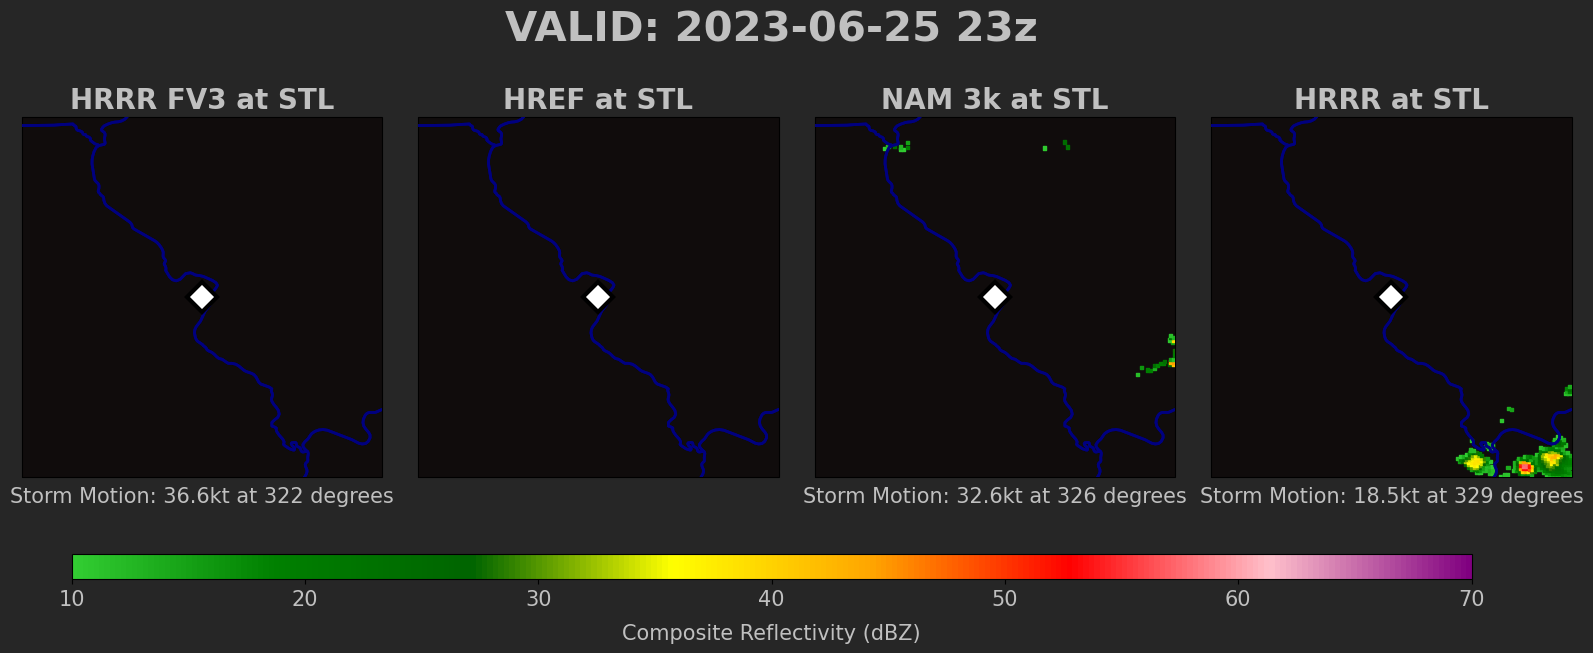 VALID: 2023-06-25 23z
HRRR FV3 at STL
HREF at STL
NAM 3k at STL
HRRR at STL
Storm Motion: 36.6kt at 322 degrees
Storm Motion: 32.6kt at 326 degrees
Storm Motion: 18.5kt at 329 degrees
10 20 30 40 50 60 70
Composite Reflectivity (dBZ)